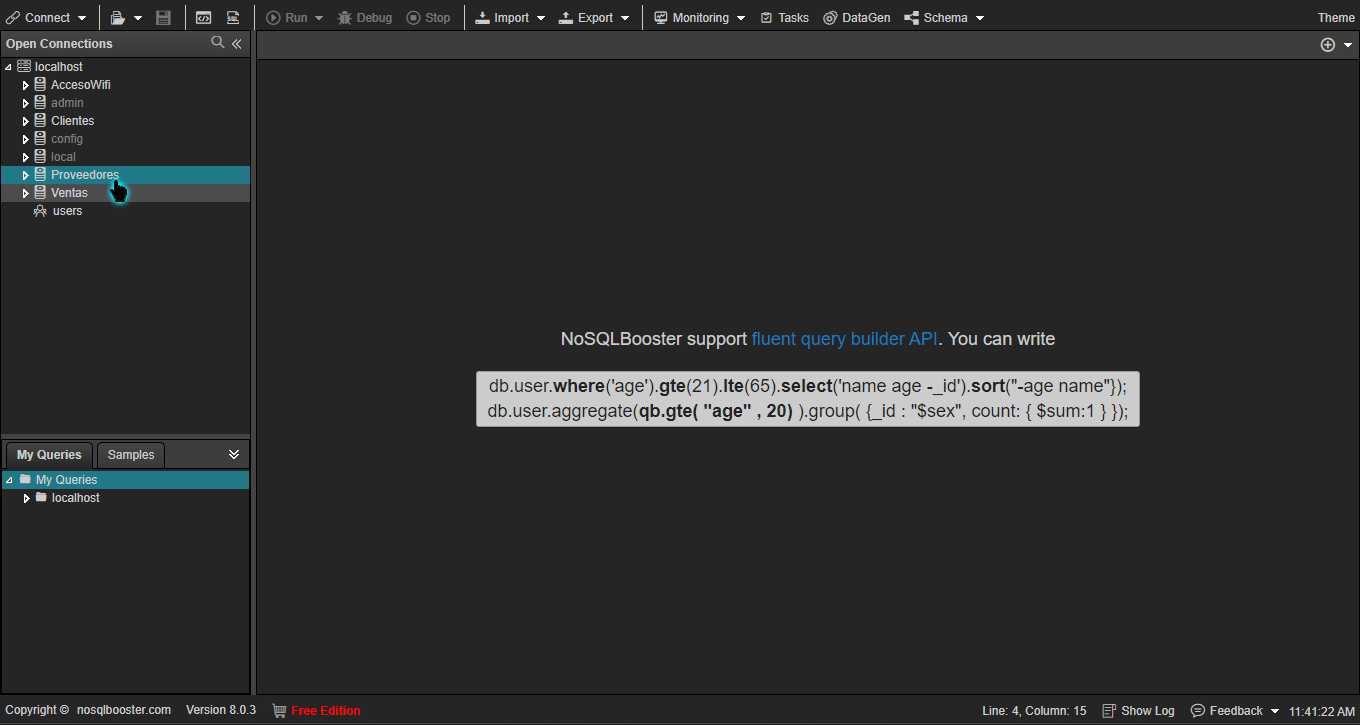 Connect Run Debug Stop Import Export Monitoring Tasks DataGen Schema Theme
Open Connections
localhost
AccesoWifi
admin
Clientes
config
local
Proveedores
Ventas
users
NoSQLBooster support fluent query builder API. You can write
db.user.where('age').gte(21).lte(65).select('name age -_id').sort("-age name"});
db.user.aggregate(qb.gte( "age" , 20) ).group( {_id : "$sex", count: { $sum:1 } });
My Queries Samples
My Queries
localhost
Copyright © nosqlbooster.com Version 8.0.3 Free Edition Line: 4, Column: 15 Show Log Feedback 11:41:22 AM